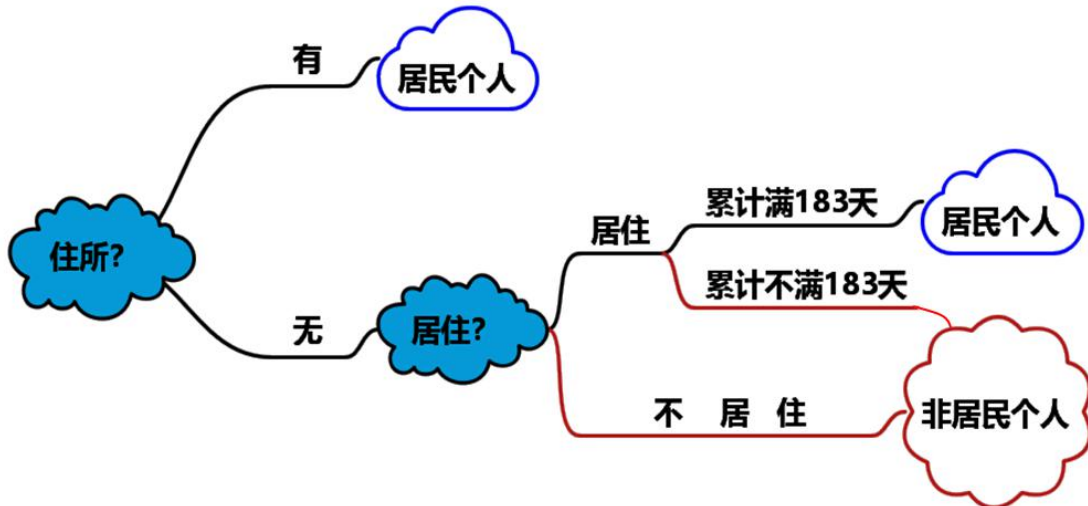 有
居民个人
住所?
无
居住?
居住
累计满183天
居民个人
累计不满183天
不 居 住
非居民个人